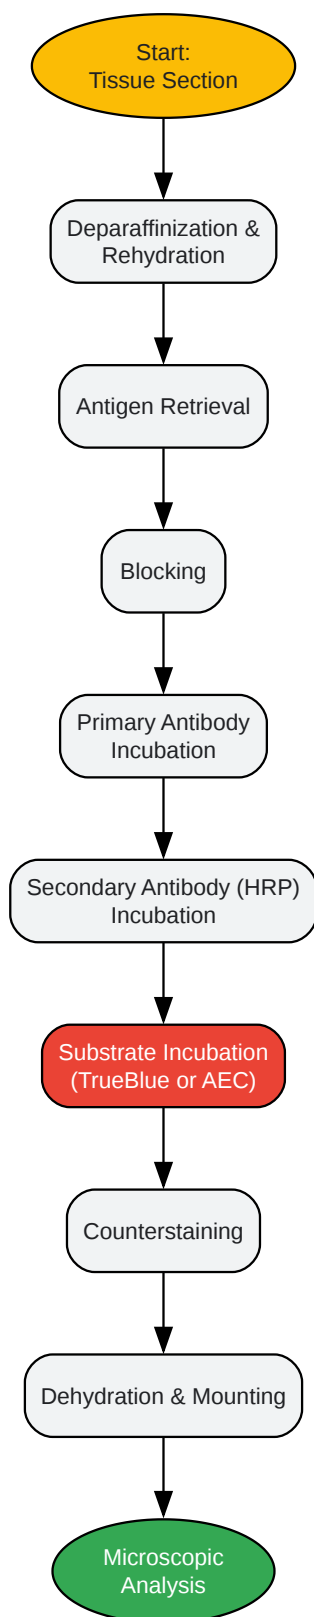 Start:
Tissue Section
Deparaffinization &
Rehydration
Antigen Retrieval
Blocking
Primary Antibody
Incubation
Secondary Antibody (HRP)
Incubation
Substrate Incubation
(TrueBlue or AEC)
Counterstaining
Dehydration & Mounting
Microscopic
Analysis